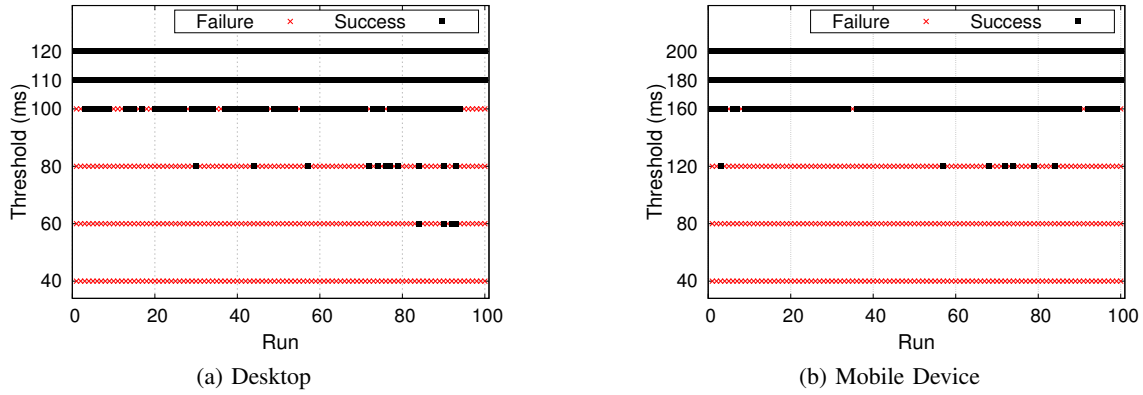 Failure Success
120
110
100
80
60
40
Threshold (ms)
0 20 40 60 80 100
Run
(a) Desktop
Failure Success
200
180
160
120
80
40
Threshold (ms)
0 20 40 60 80 100
Run
(b) Mobile Device